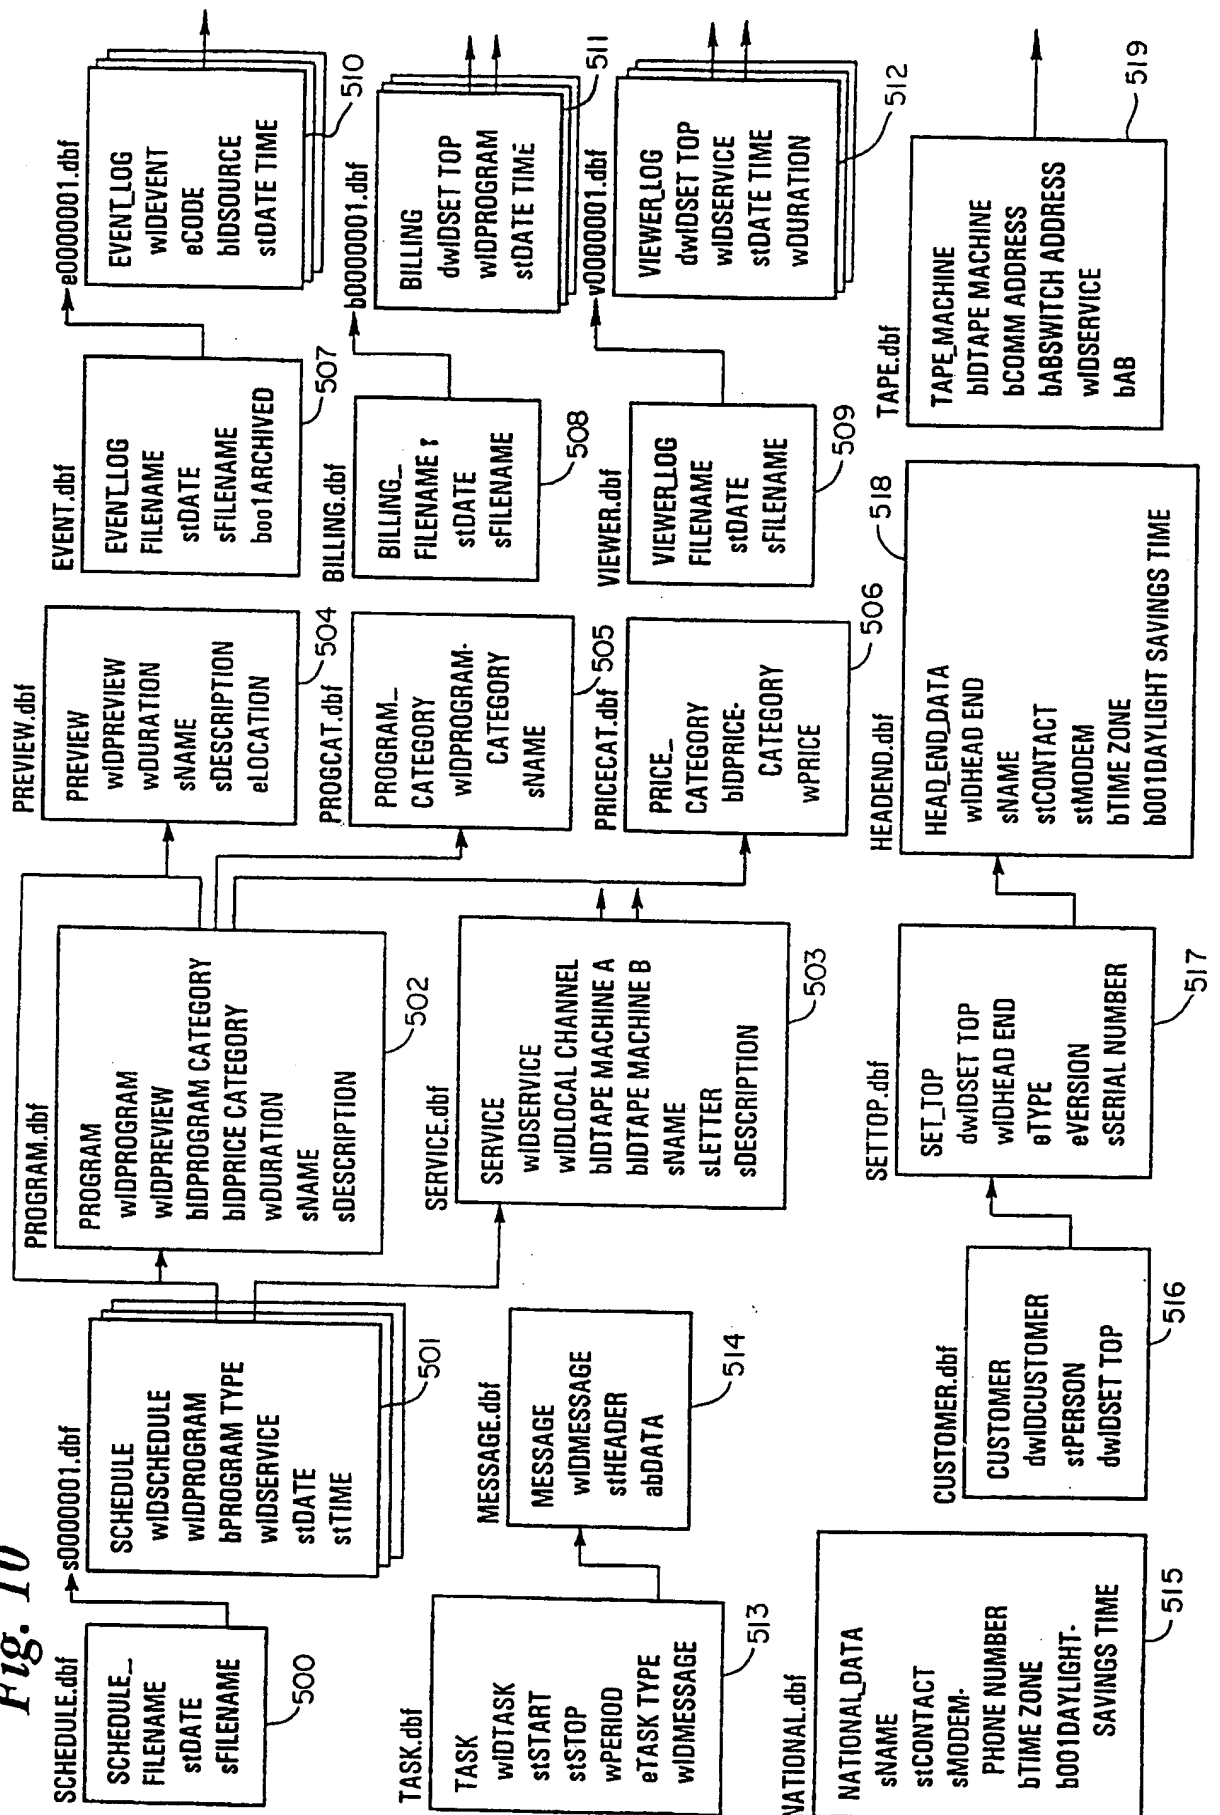 Fig. 10
SCHEDULE.dbf
SCHEDULE_
FILENAME
stDATE
sFILENAME
500
s0000001.dbf
SCHEDULE
wIDSCHEDULE
wIDPROGRAM
bPROGRAM TYPE
wIDSERVICE
stDATE
stTIME
501
PROGRAM.dbf
PROGRAM
wIDPROGRAM
wIDPREVIEW
bIDPROGRAM CATEGORY
bIDPRICE CATEGORY
wDURATION
sNAME
sDESCRIPTION
502
SERVICE.dbf
SERVICE
wIDSERVICE
wIDLOCAL CHANNEL
bIDTAPE MACHINE A
bIDTAPE MACHINE B
sNAME
sLETTER
sDESCRIPTION
503
PREVIEW.dbf
PREVIEW
wIDPREVIEW
wDURATION
sNAME
sDESCRIPTION
eLOCATION
504
PROGCAT.dbf
PROGRAM_
CATEGORY
wIDPROGRAM-
CATEGORY
sNAME
505
PRICECAT.dbf
PRICE_
CATEGORY
bIDPRICE-
CATEGORY
wPRICE
506
EVENT.dbf
EVENT_LOG
FILENAME
stDATE
sFILENAME
boo1ARCHIVED
507
BILLING.dbf
BILLING_
FILENAME
stDATE
sFILENAME
508
VIEWER.dbf
VIEWER_LOG
FILENAME
stDATE
sFILENAME
509
e0000001.dbf
EVENT_LOG
wIDEVENT
eCODE
bIDSOURCE
stDATE TIME
510
b0000001.dbf
BILLING
dwIDSET TOP
wIDPROGRAM
stDATE TIME
511
v0000001.dbf
VIEWER_LOG
dwIDSET TOP
wIDSERVICE
stDATE TIME
wDURATION
512
TASK.dbf
TASK
wIDTASK
stSTART
stSTOP
wPERIOD
eTASK TYPE
wIDMESSAGE
513
MESSAGE.dbf
MESSAGE
wIDMESSAGE
stHEADER
abDATA
514
NATIONAL.dbf
NATIONAL_DATA
sNAME
stCONTACT
sMODEM-
PHONE NUMBER
bTIME ZONE
b001DAYLIGHT-
SAVINGS TIME
515
CUSTOMER.dbf
CUSTOMER
dwIDCUSTOMER
stPERSON
dwIDSET TOP
516
SETTOP.dbf
SET_TOP
dwIDSET TOP
wIDHEAD END
eTYPE
eVERSION
sSERIAL NUMBER
517
HEADEND.dbf
HEAD_END_DATA
wIDHEAD END
sNAME
stCONTACT
stMODEM
bTIME ZONE
b001DAYLIGHT SAVINGS TIME
518
TAPE.dbf
TAPE_MACHINE
bIDTAPE MACHINE
bCOMM ADDRESS
bABSWITCH ADDRESS
wIDSERVICE
bAB
519